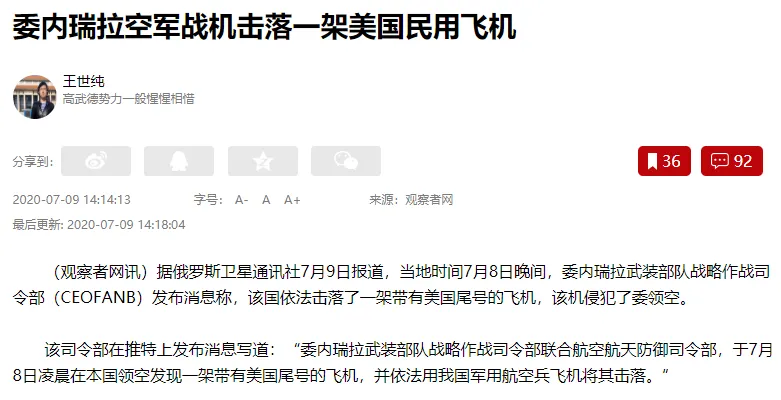 委内瑞拉空军战机击落一架美国民用飞机
王世纯
高武德势力一般惺惺相惜
分享到： 36 92
2020-07-09 14:14:13 字号： A- A A+ 来源：观察者网
最后更新: 2020-07-09 14:18:04
（观察者网讯）据俄罗斯卫星通讯社7月9日报道，当地时间7月8日晚间，委内瑞拉武装部队战略作战司
令部（CEOFANB）发布消息称，该国依法击落了一架带有美国尾号的飞机，该机侵犯了委领空。
该司令部在推特上发布消息写道：“委内瑞拉武装部队战略作战司令部联合航空航天防御司令部，于7月
8日凌晨在本国领空发现一架带有美国尾号的飞机，并依法用我国军用航空兵飞机将其击落。“